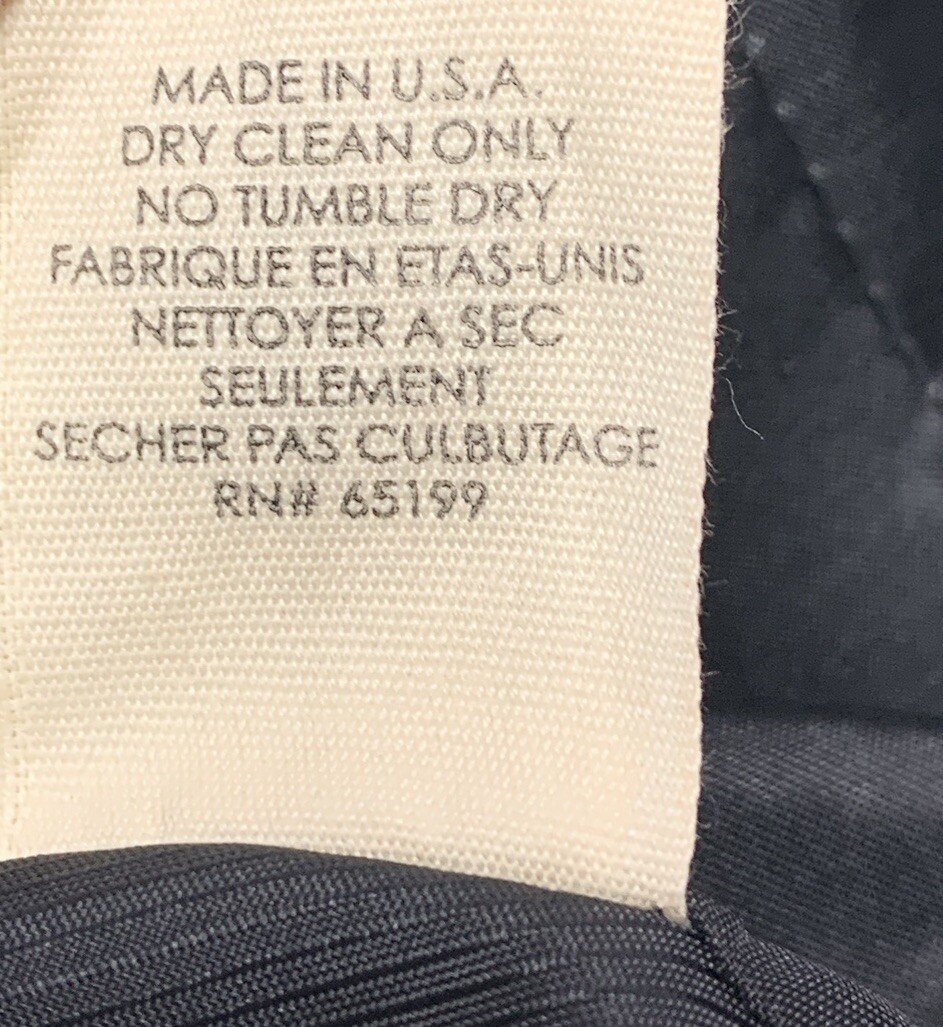 MADE IN U.S.A.
DRY CLEAN ONLY
NO TUMBLE DRY
FABRIQUE EN ETAS-UNIS
NETTOYER A SEC
SEULEMENT
SECHER PAS CULBUTAGE
RN# 65199